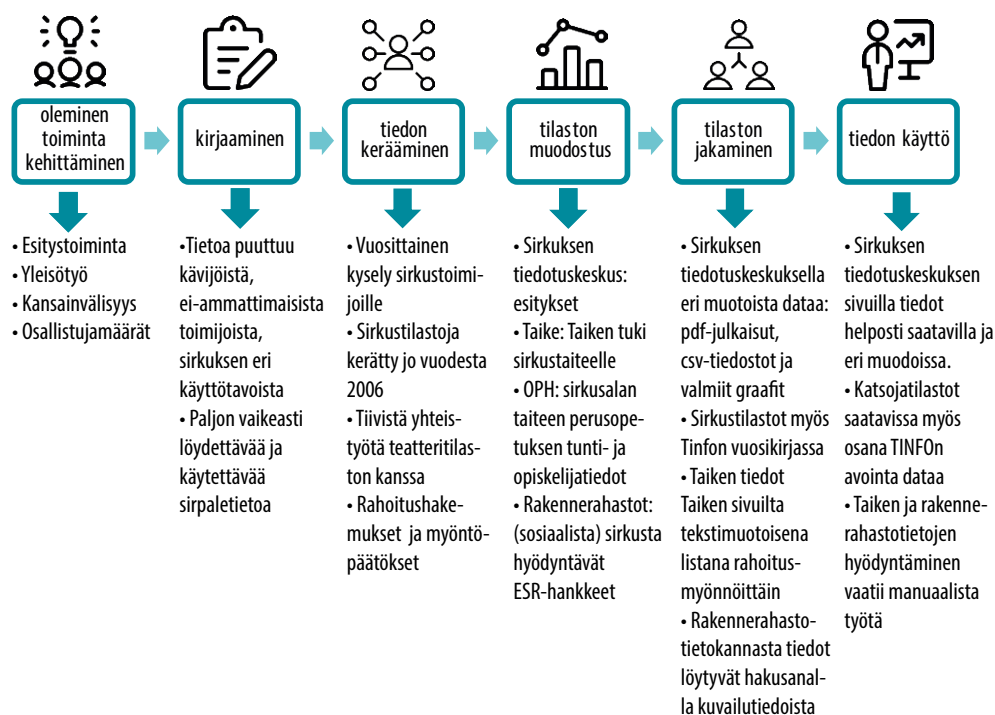 oleminen
toiminta
kehittäminen
kirjaaminen
tiedon
kerääminen
tilaston
muodostus
tilaston
jakaminen
tiedon käyttö
• Esitystoiminta
• Yleisötyö
• Kansainvälisyys
• Osallistujamäärät
•Tietoa puuttuu
kävijöistä,
ei-ammattimaisista
toimijoista,
sirkuksen eri
käyttötavoista
• Paljon vaikeasti
löydettävää ja
käytettävää
sirpaletietoa
• Vuosittainen
kysely sirkustoimi-
joille
• Sirkustilastoja
kerätty jo vuodesta
2006
• Tiivistä yhteis-
työtä teatteritilas-
ton kanssa
• Rahoitushake-
mukset ja myöntö-
päätökset
• Sirkuksen
tiedotuskeskus:
esitykset
• Taike: Taiken tuki
sirkustaiteelle
• OPH: sirkusalan
taiteen perusope-
tuksen tunti- ja
opiskelijatiedot
• Rakennerahastot:
(sosiaalista) sirkusta
hyödyntävät
ESR-hankkeet
• Sirkuksen
tiedotuskeskuksella
eri muotoista dataa:
pdf-julkaisut,
csv-tiedostot ja
valmiit graafit
• Sirkustilastot myös
Tinfon vuosikirjassa
• Taiken tiedot
Taiken sivuilta
tekstimuotoisena
listana rahoitus-
myönnöittäin
• Rakennerahasto-
tietokannasta tiedot
löytyvät hakusanal-
la kuvailutiedoista
• Sirkuksen
tiedotuskeskuksen
sivuilla tiedot
helposti saatavilla ja
eri muodoissa.
• Katsojatilastot
saatavissa myös
osana TINFOn
avointa dataa
• Taiken ja rakenne-
rahastotietojen
hyödyntäminen
vaatii manuaalista
työtä